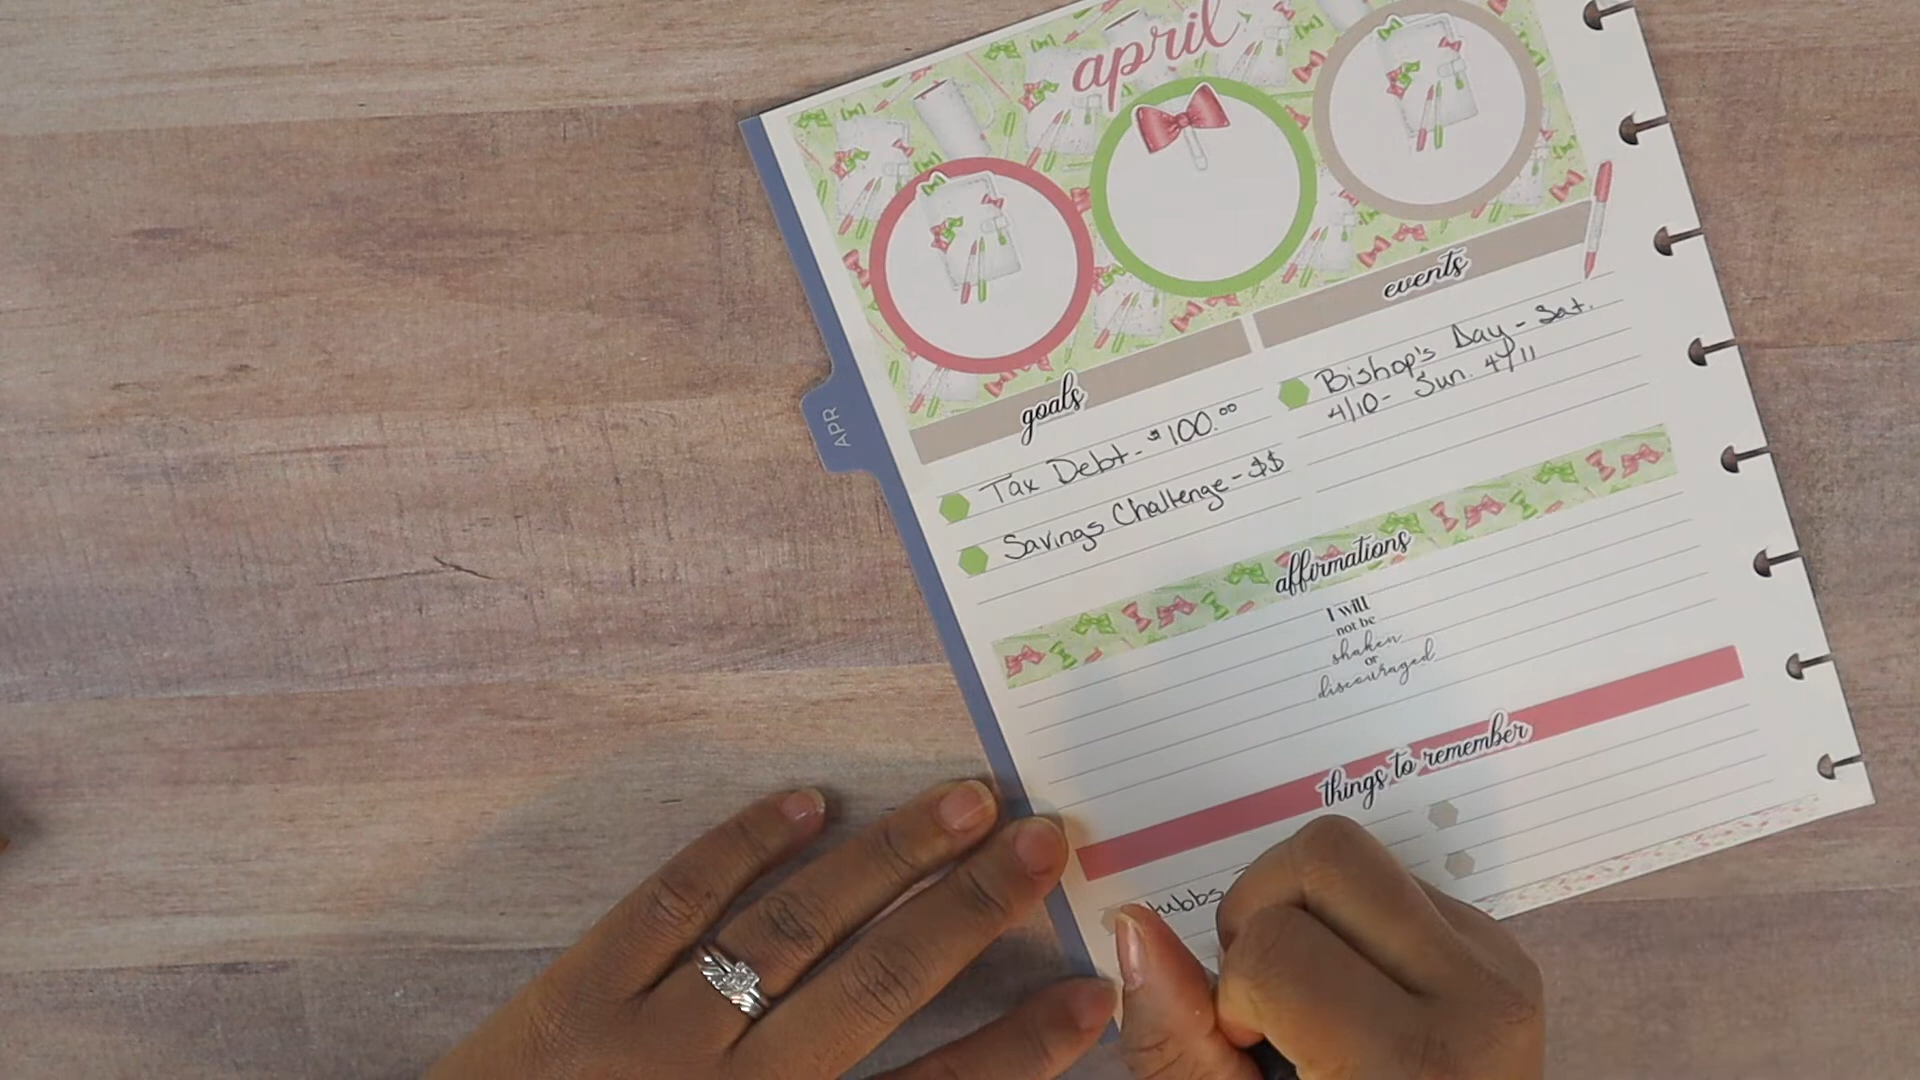 april
APR
goals
Tax Debt - $100.00
Savings Challenge - $$
events
Bishop's Day - Sat.
4/10 - Sun. 4/11
affirmations
I will
not be
shaken
or
discouraged
things to remember